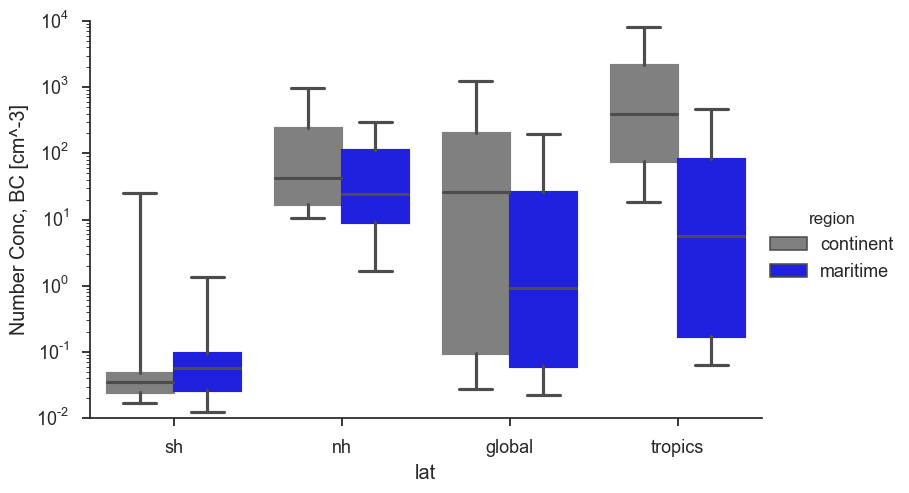 Number Conc, BC [cm^-3]
10^4
10^3
10^2
10^1
10^0
10^-1
10^-2
sh nh global tropics
lat
region
continent
maritime